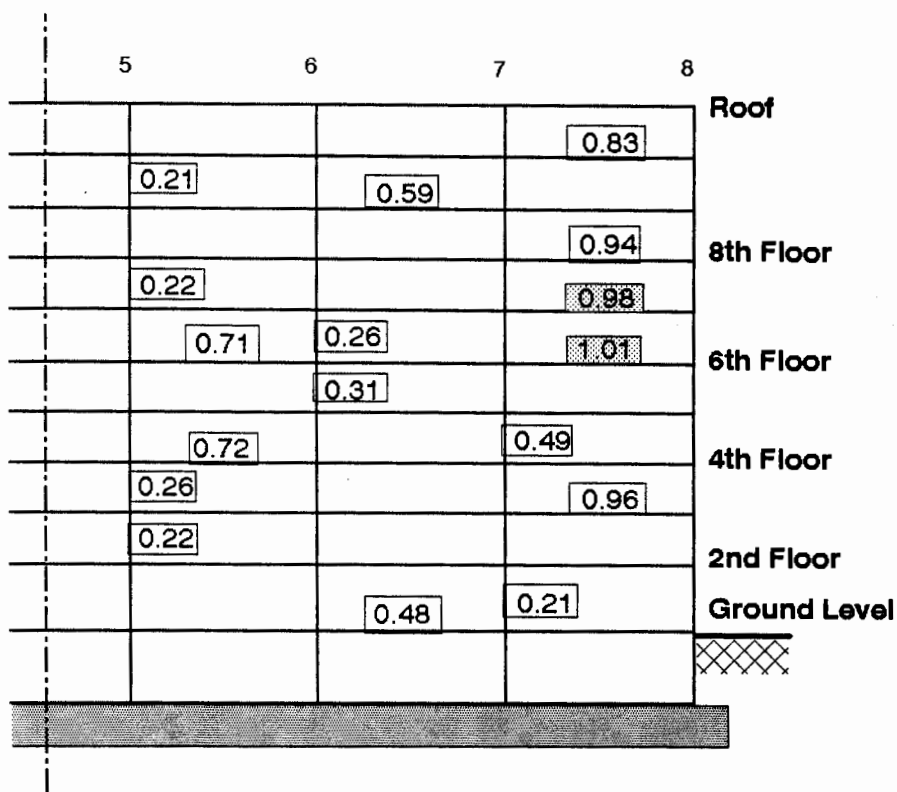 5 6 7 8
Roof
0.83
0.21
0.59
0.94
8th Floor
0.22
0.98
0.71
0.26
1.01
6th Floor
0.31
0.72
0.49
4th Floor
0.26
0.96
0.22
2nd Floor
0.48
0.21
Ground Level